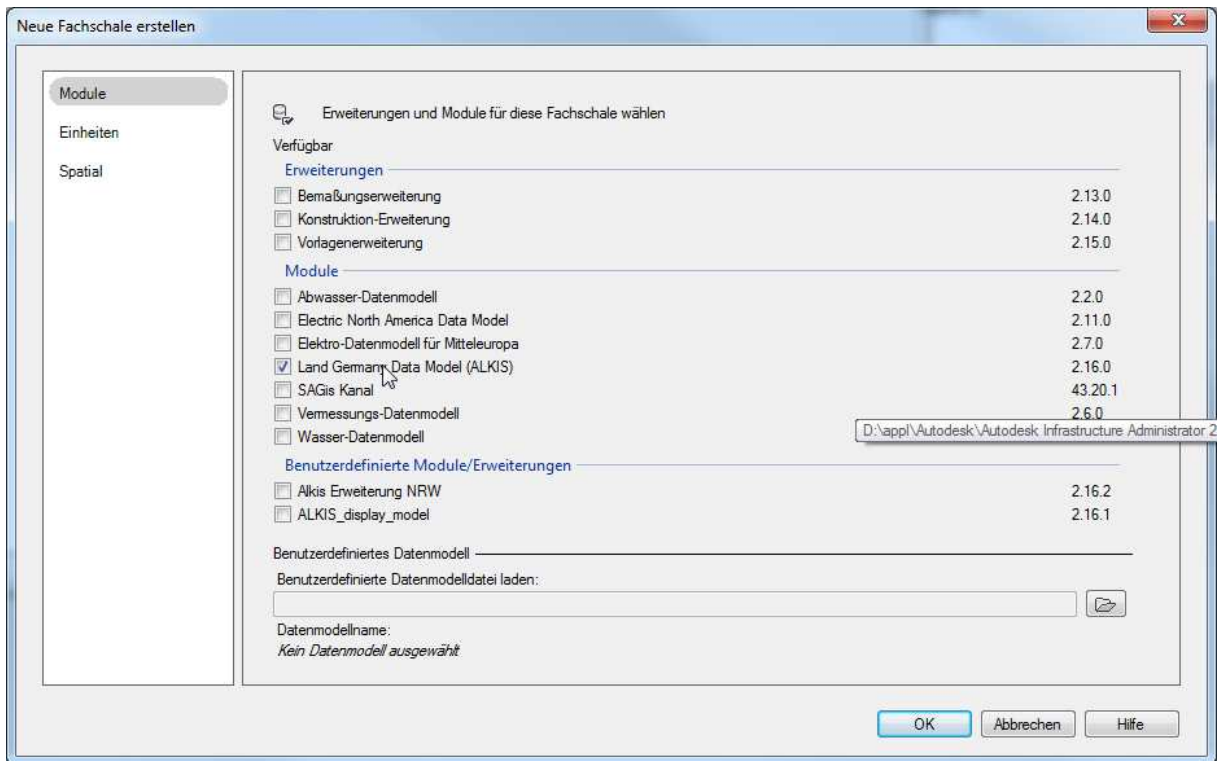 Neue Fachschale erstellen
Module
Einheiten
Spatial
Erweiterungen und Module für diese Fachschale wählen
Verfügbar
Erweiterungen
Bemaßungserweiterung 2.13.0
Konstruktion-Erweiterung 2.14.0
Vorlagenerweiterung 2.15.0
Module
Abwasser-Datenmodell 2.2.0
Electric North America Data Model 2.11.0
Elektro-Datenmodell für Mitteleuropa 2.7.0
Land Germany Data Model (ALKIS) 2.16.0
SAGis Kanal 43.20.1
Vermessungs-Datenmodell 2.6.0
Wasser-Datenmodell
D:\appl\Autodesk\Autodesk Infrastructure Administrator 2
Benutzerdefinierte Module/Erweiterungen
Alkis Erweiterung NRW 2.16.2
ALKIS_display_model 2.16.1
Benutzerdefiniertes Datenmodell
Benutzerdefinierte Datenmodelldatei laden:
Datenmodellname:
Kein Datenmodell ausgewählt
OK Abbrechen Hilfe